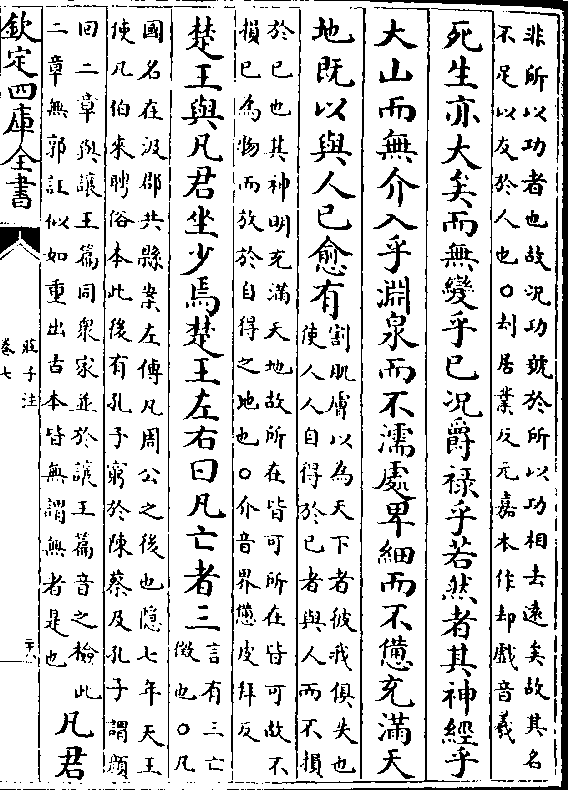 非所以功者也故况功號於所以功相去遠矣故其名
不足以友於人也○刦居業反元嘉本作却戲音羲
死生亦大矣而無變乎已况爵祿乎若然者其神經乎
大山而無介入乎淵泉而不濡處卑細而不憊充滿天
地既以與人已愈有
割肌膚以為天下者彼我俱失也
使人人自得於已者與人而不損
於已也其神明充滿天地故所在皆可所在皆可故不
損已為物而放於自得之地也○介音界憊皮拜反
楚王與凡君坐少焉楚王左右曰凡亡者三
言有三亡
徴也○凡
國名在汲郡共縣案左傳凡周公之後也隠七年天王
使凡伯來聘俗本此後有孔子窮於陳蔡及孔子謂顔
回二章與讓王篇同衆家並於讓王篇音之檢此
二章無郭註似如重出古本皆無謂無者是也
凡君
欽定四庫全書
莊子注
卷七